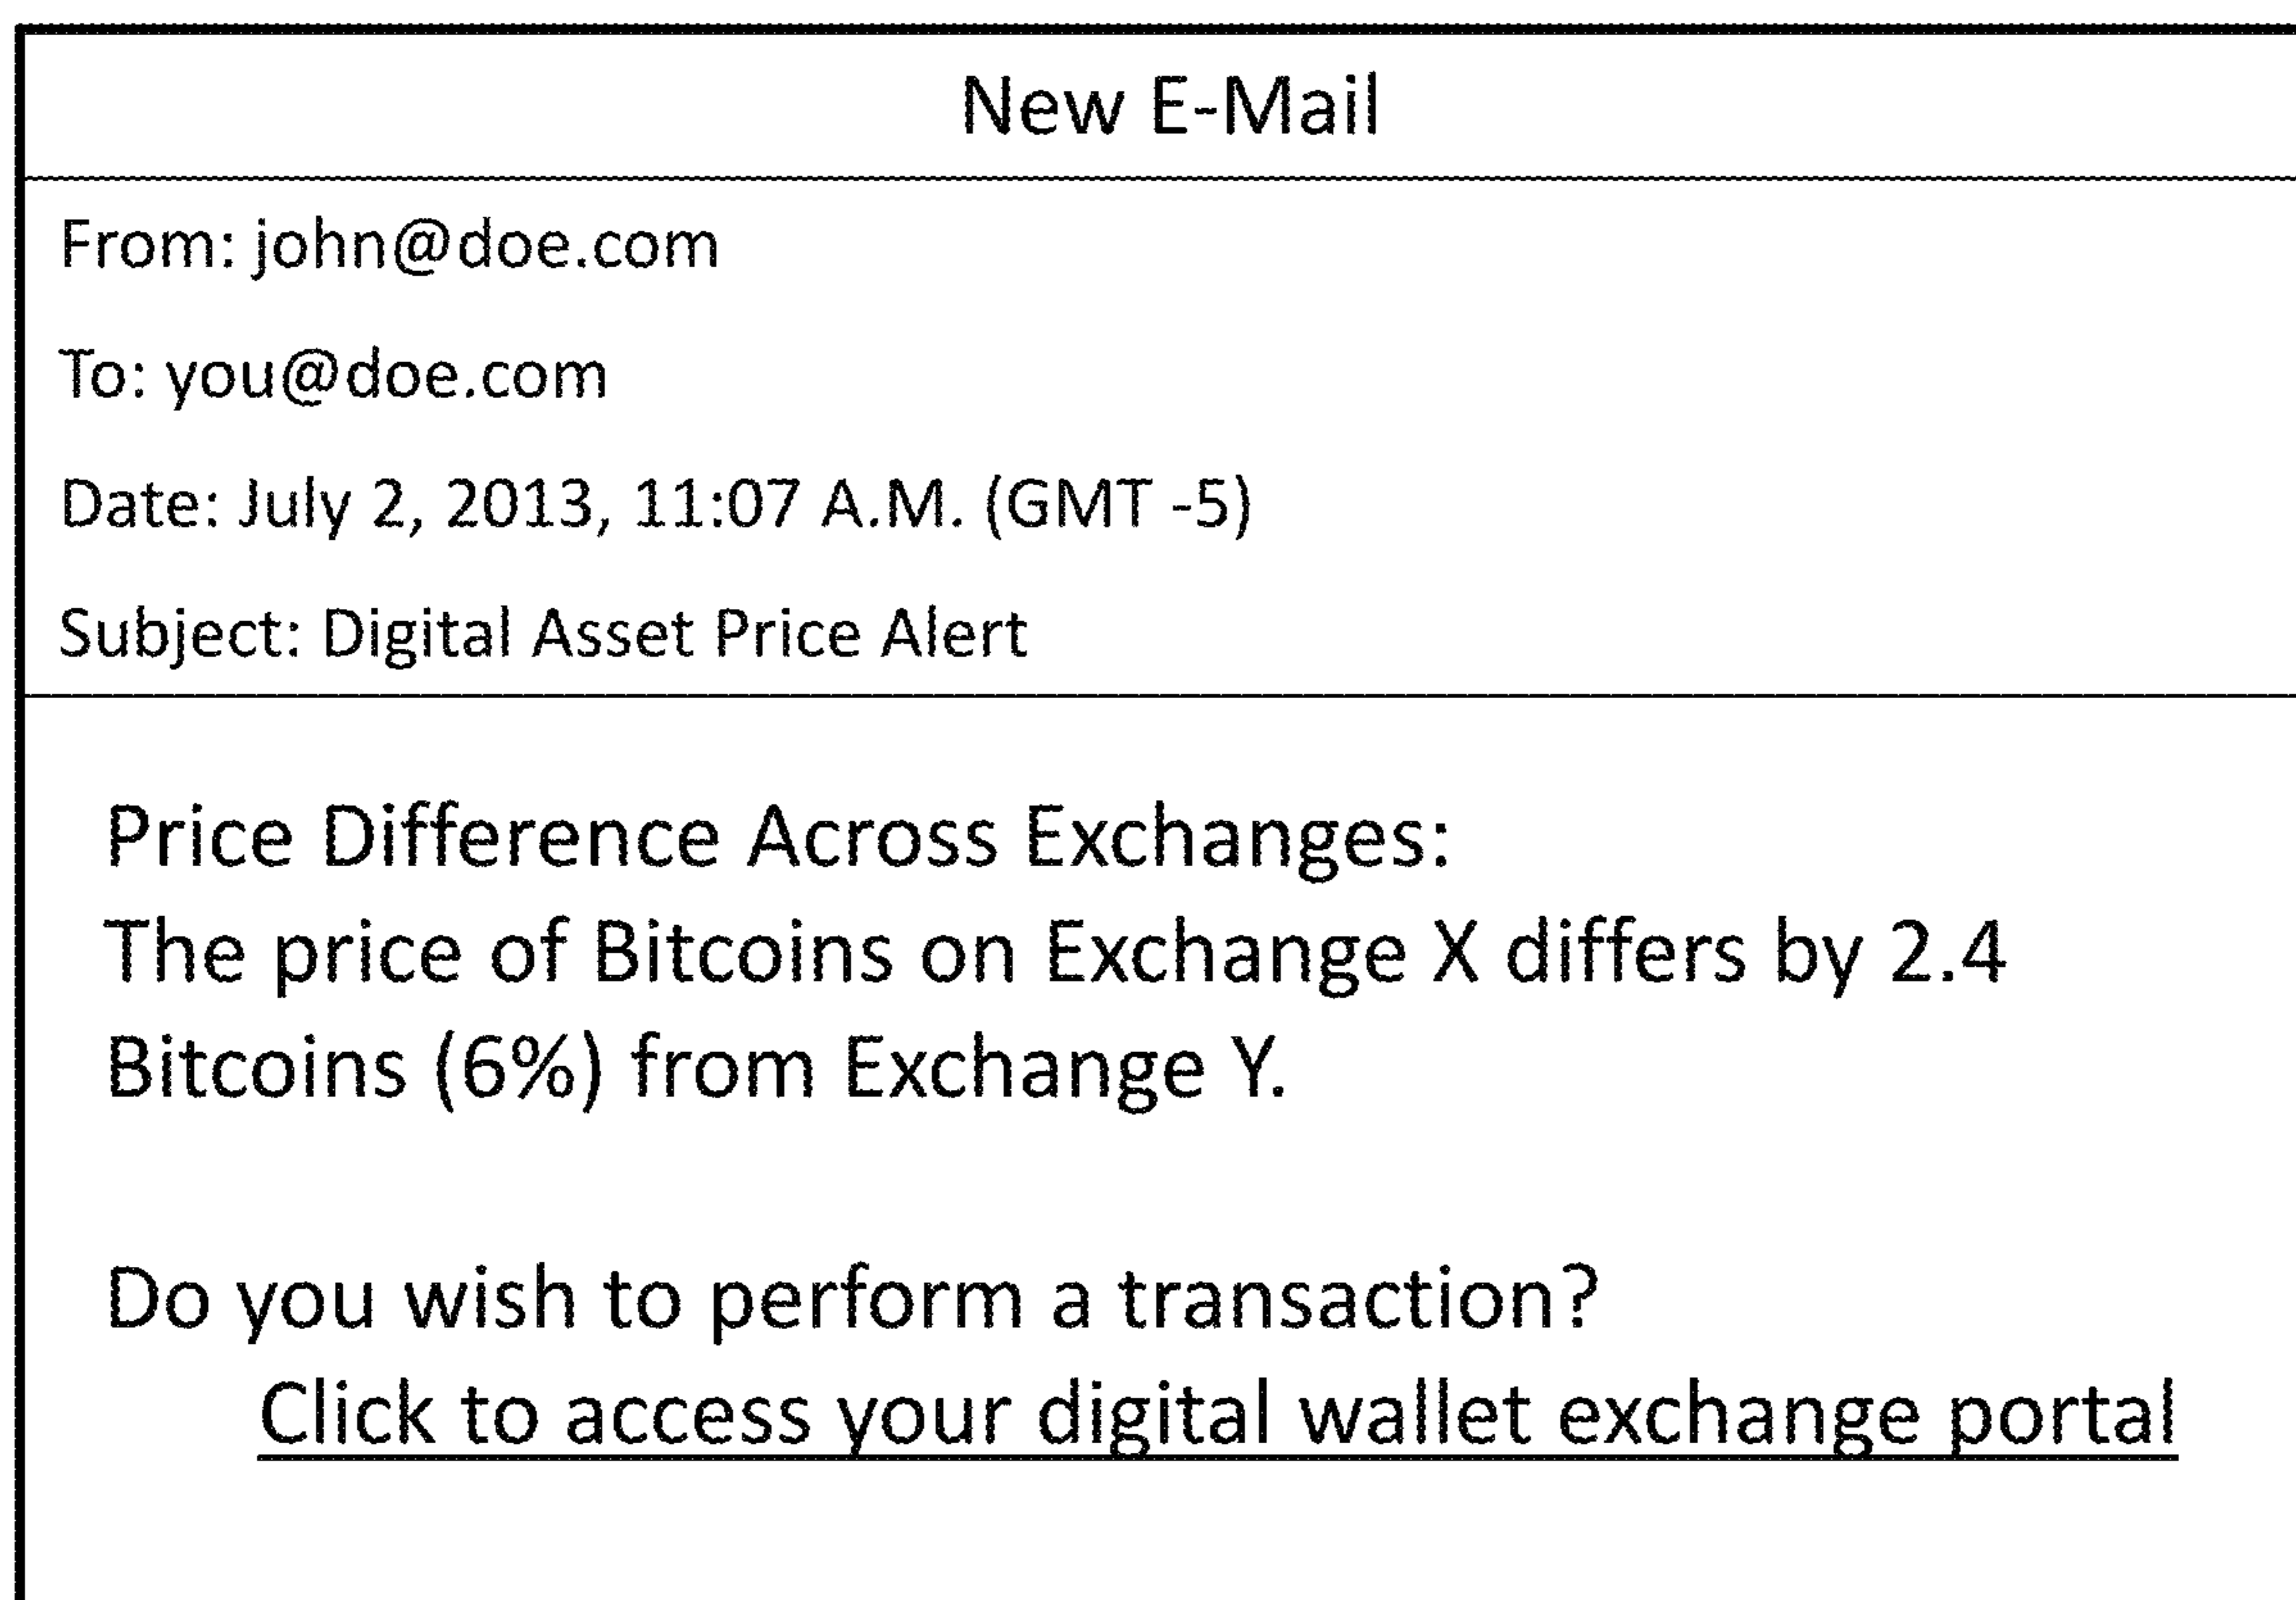 New E-Mail
From: john@doe.com
To: you@doe.com
Date: July 2, 2013, 11:07 A.M. (GMT -5)
Subject: Digital Asset Price Alert
Price Difference Across Exchanges:
The price of Bitcoins on Exchange X differs by 2.4
Bitcoins (6%) from Exchange Y.
Do you wish to perform a transaction?
Click to access your digital wallet exchange portal